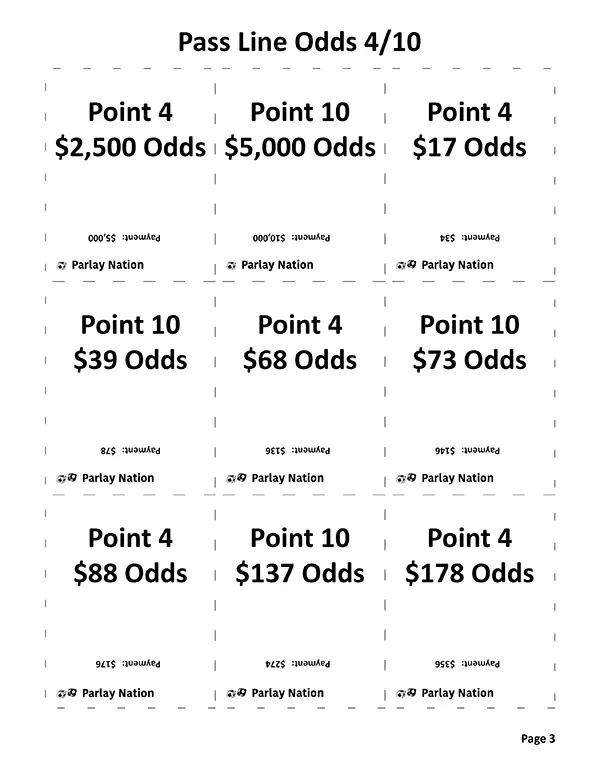 Pass Line Odds 4/10
Point 4
$2,500 Odds
Payment: $5,000
Parlay Nation
Point 10
$5,000 Odds
Payment: $10,000
Parlay Nation
Point 4
$17 Odds
Payment: $34
Parlay Nation
Point 10
$39 Odds
Payment: $78
Parlay Nation
Point 4
$68 Odds
Payment: $136
Parlay Nation
Point 10
$73 Odds
Payment: $146
Parlay Nation
Point 4
$88 Odds
Payment: $176
Parlay Nation
Point 10
$137 Odds
Payment: $274
Parlay Nation
Point 4
$178 Odds
Payment: $356
Parlay Nation
Page 3